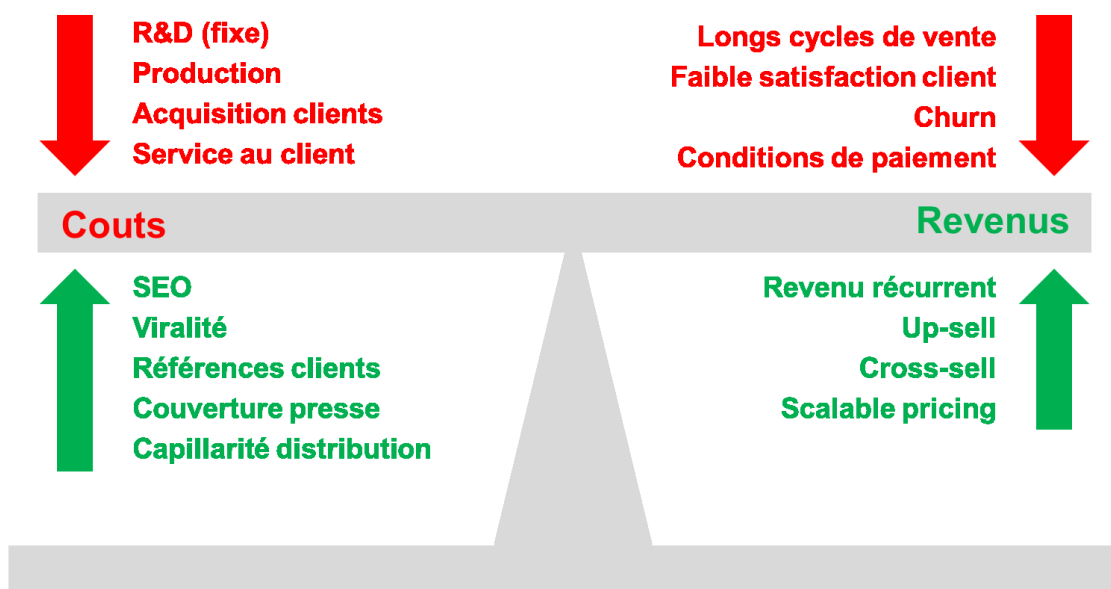 R&D (fixe)
Production
Acquisition clients
Service au client
Longs cycles de vente
Faible satisfaction client
Churn
Conditions de paiement
Couts
Revenus
SEO
Viralité
Références clients
Couverture presse
Capillarité distribution
Revenu récurrent
Up-sell
Cross-sell
Scalable pricing